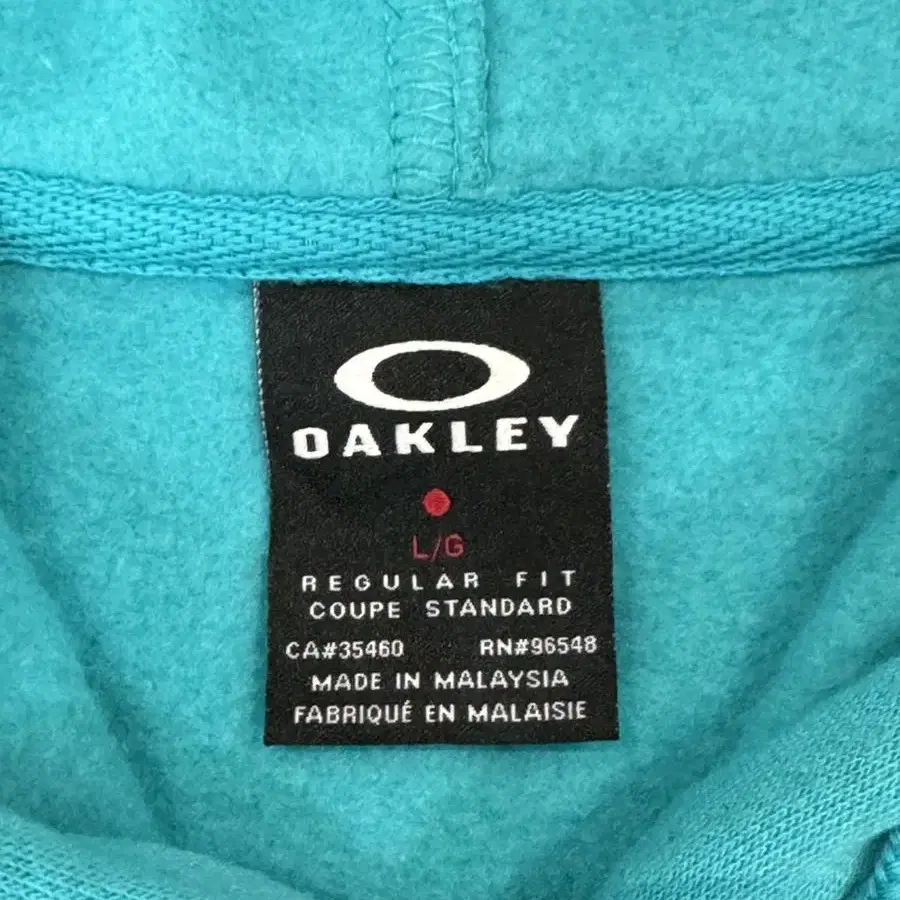 OAKLEY
L/G
REGULAR FIT
COUPE STANDARD
CA#35460 RN#96548
MADE IN MALAYSIA
FABRIQUÉ EN MALAISIE